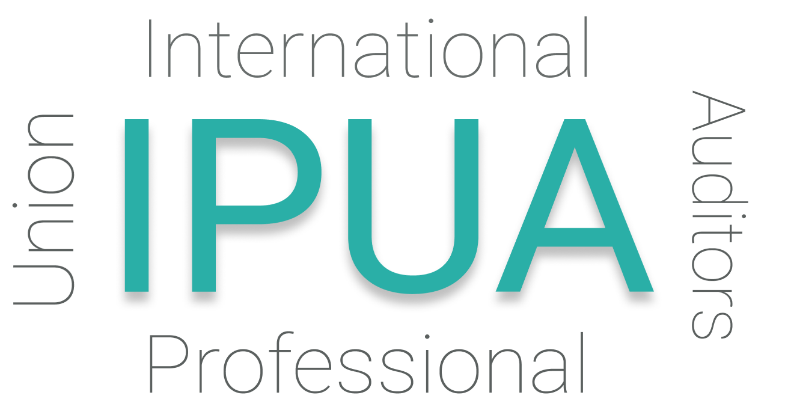 International
Union
IPUA
Auditors
Professional